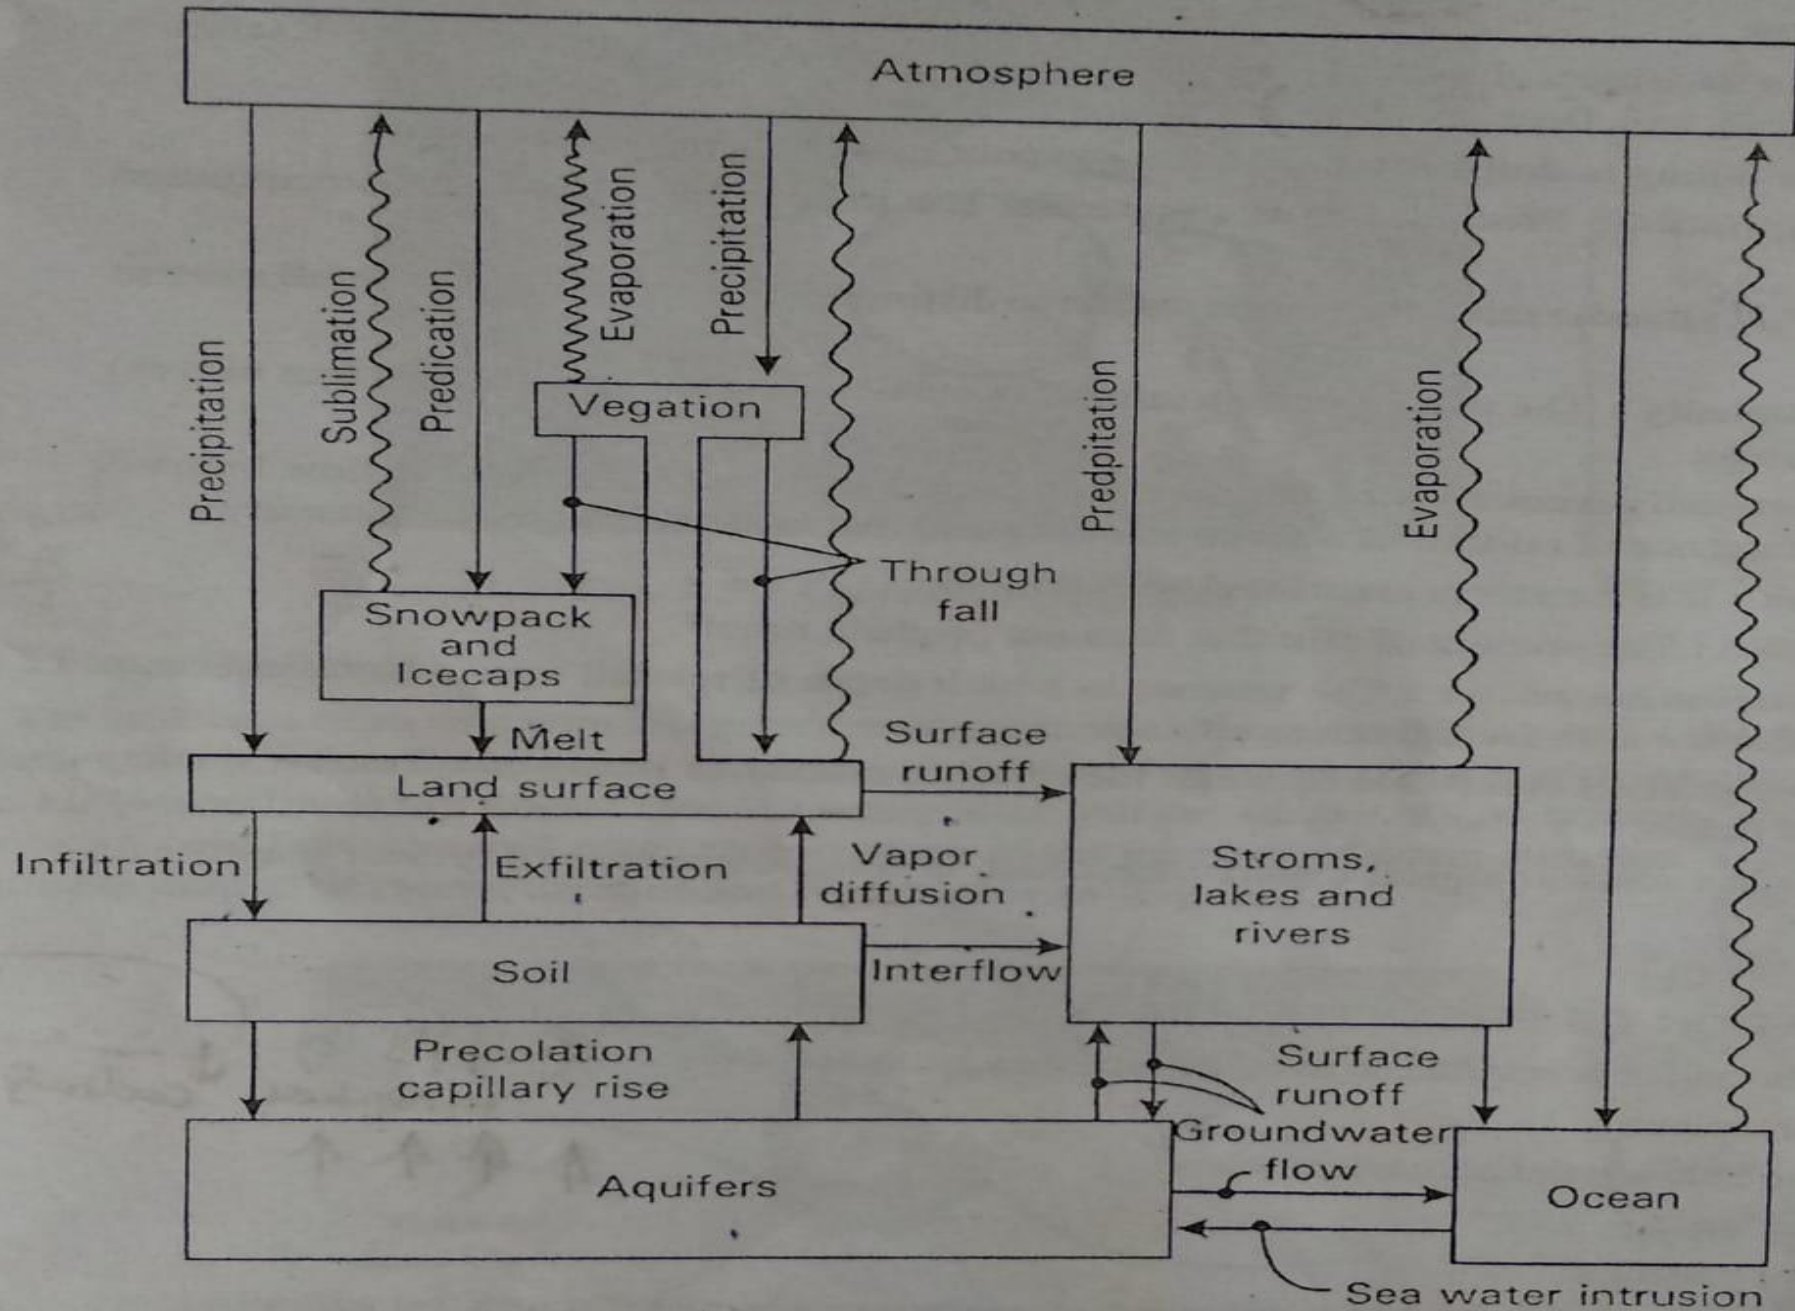 Atmosphere
Precipitation
Sublimation
Predication
Evaporation
Precipitation
Predpitation
Evaporation
Vegation
Through
fall
Snowpack
and
Icecaps
Melt
Surface
runoff
Land surface
Infiltration
Exfiltration
Vapor
diffusion
Stroms,
lakes and
rivers
Soil
Interflow
Precolation
capillary rise
Surface
runoff
Groundwater
flow
Aquifers
Ocean
Sea water intrusion